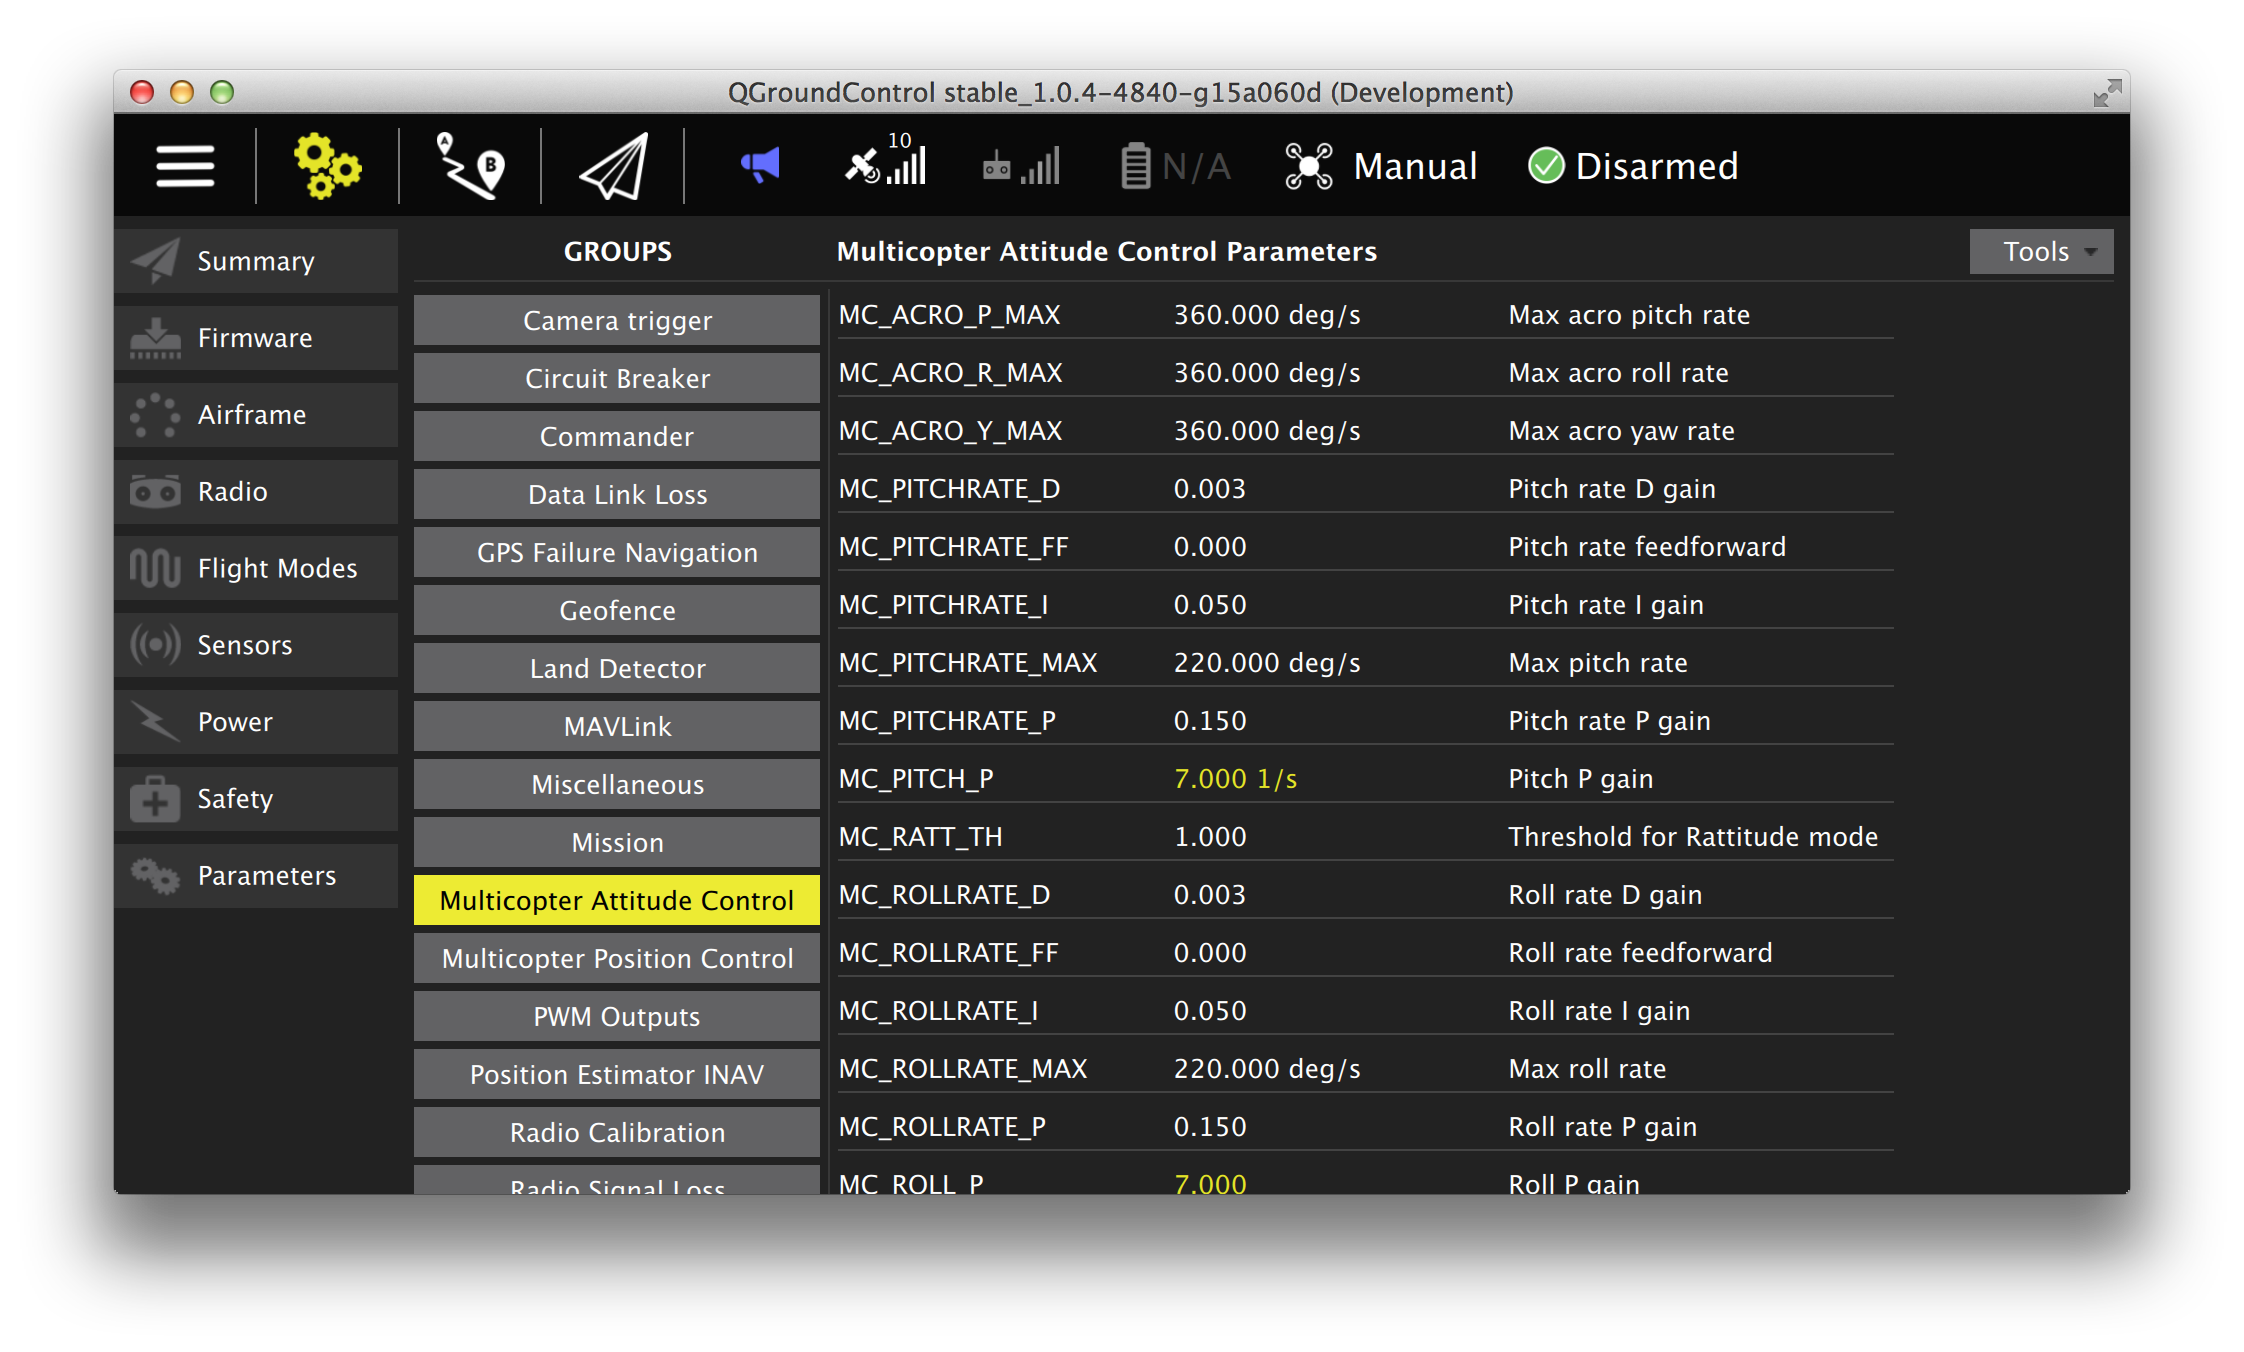 QGroundControl stable_1.0.4-4840-g15a060d (Development)
A B 10 N/A Manual Disarmed
Summary
Firmware
Airframe
Radio
Flight Modes
Sensors
Power
Safety
Parameters
GROUPS
Camera trigger
Circuit Breaker
Commander
Data Link Loss
GPS Failure Navigation
Geofence
Land Detector
MAVLink
Miscellaneous
Mission
Multicopter Attitude Control
Multicopter Position Control
PWM Outputs
Position Estimator INAV
Radio Calibration
Radio Signal Loss
Multicopter Attitude Control Parameters
Tools
MC_ACRO_P_MAX 360.000 deg/s Max acro pitch rate
MC_ACRO_R_MAX 360.000 deg/s Max acro roll rate
MC_ACRO_Y_MAX 360.000 deg/s Max acro yaw rate
MC_PITCHRATE_D 0.003 Pitch rate D gain
MC_PITCHRATE_FF 0.000 Pitch rate feedforward
MC_PITCHRATE_I 0.050 Pitch rate I gain
MC_PITCHRATE_MAX 220.000 deg/s Max pitch rate
MC_PITCHRATE_P 0.150 Pitch rate P gain
MC_PITCH_P 7.000 1/s Pitch P gain
MC_RATT_TH 1.000 Threshold for Rattitude mode
MC_ROLLRATE_D 0.003 Roll rate D gain
MC_ROLLRATE_FF 0.000 Roll rate feedforward
MC_ROLLRATE_I 0.050 Roll rate I gain
MC_ROLLRATE_MAX 220.000 deg/s Max roll rate
MC_ROLLRATE_P 0.150 Roll rate P gain
MC_ROLL_P 7.000 Roll P gain